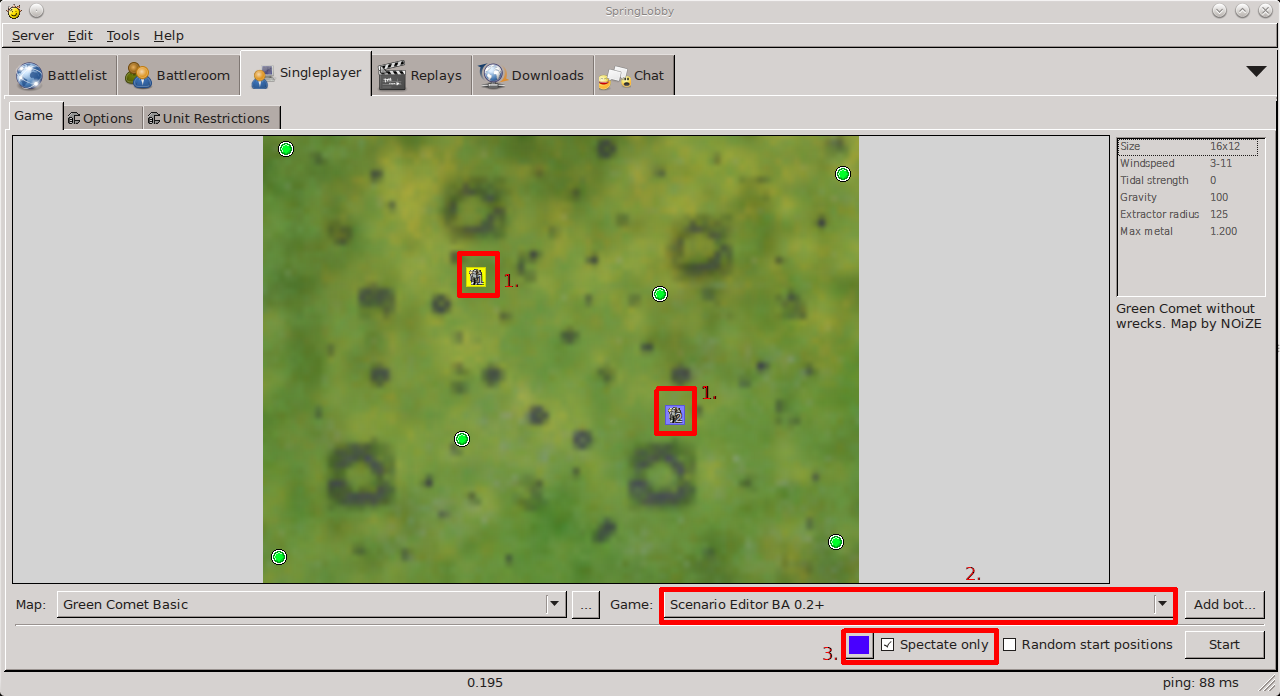 SpringLobby
Server Edit Tools Help
Battlelist Battleroom Singleplayer Replays Downloads Chat
Game Options Unit Restrictions
Size 16x12
Windspeed 3-11
Tidal strength 0
Gravity 100
Extractor radius 125
Max metal 1.200
1.
Green Comet without
wrecks. Map by NOiZE
1.
2.
Map: Green Comet Basic ... Game: Scenario Editor BA 0.2+ Add bot...
3. Spectate only Random start positions Start
0.195 ping: 88 ms